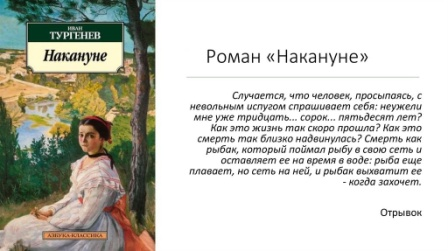 ИВАН
ТУРГЕНЕВ
Накануне
АЗБУКА-КЛАССИКА
Роман «Накануне»
Случается, что человек, просыпаясь, с
невольным испугом спрашивает себя: неужели
мне уже тридцать... сорок... пятьдесят лет?
Как это жизнь так скоро прошла? Как это
смерть так близко надвинулась? Смерть как
рыбак, который поймал рыбу в свою сеть и
оставляет ее на время в воде: рыба еще
плавает, но сеть на ней, и рыбак выхватит ее
- когда захочет.
Отрывок